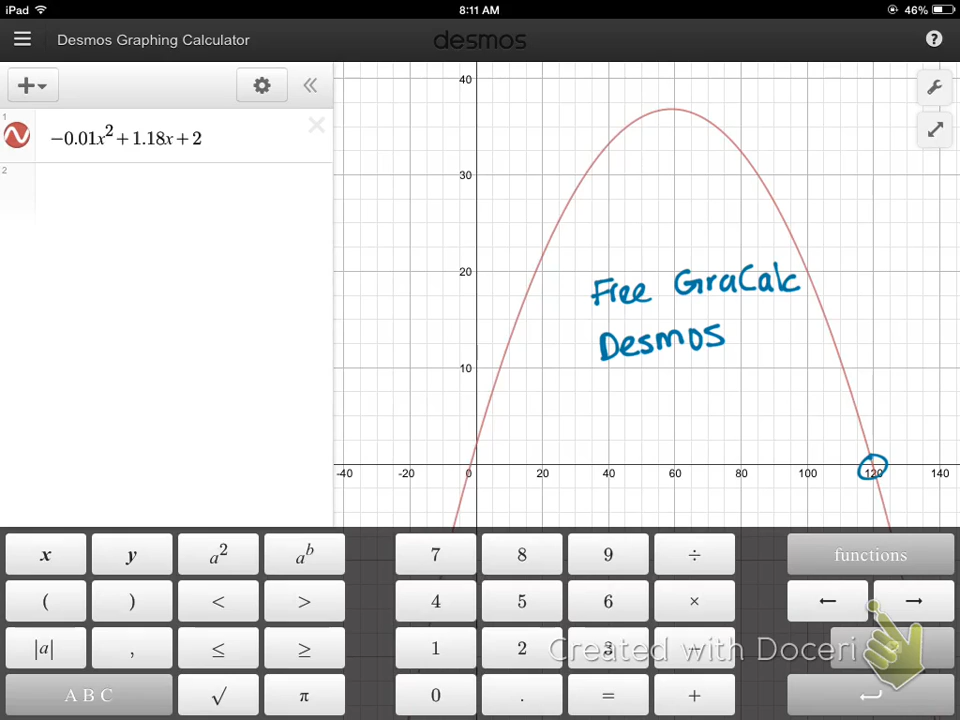 iPad 8:11 AM 46%
Desmos Graphing Calculator desmos ?
1
−0.01x²+1.18x+2
2
40
30
20
10
-40 -20 0 20 40 60 80 100 120 140
Free GraCalc
Desmos
x y a² aᵇ 7 8 9 ÷ functions
( ) < > 4 5 6 × ← →
|a| , ≤ ≥ 1 2 3 −
A B C √ π 0 . = +
Created with Doceri